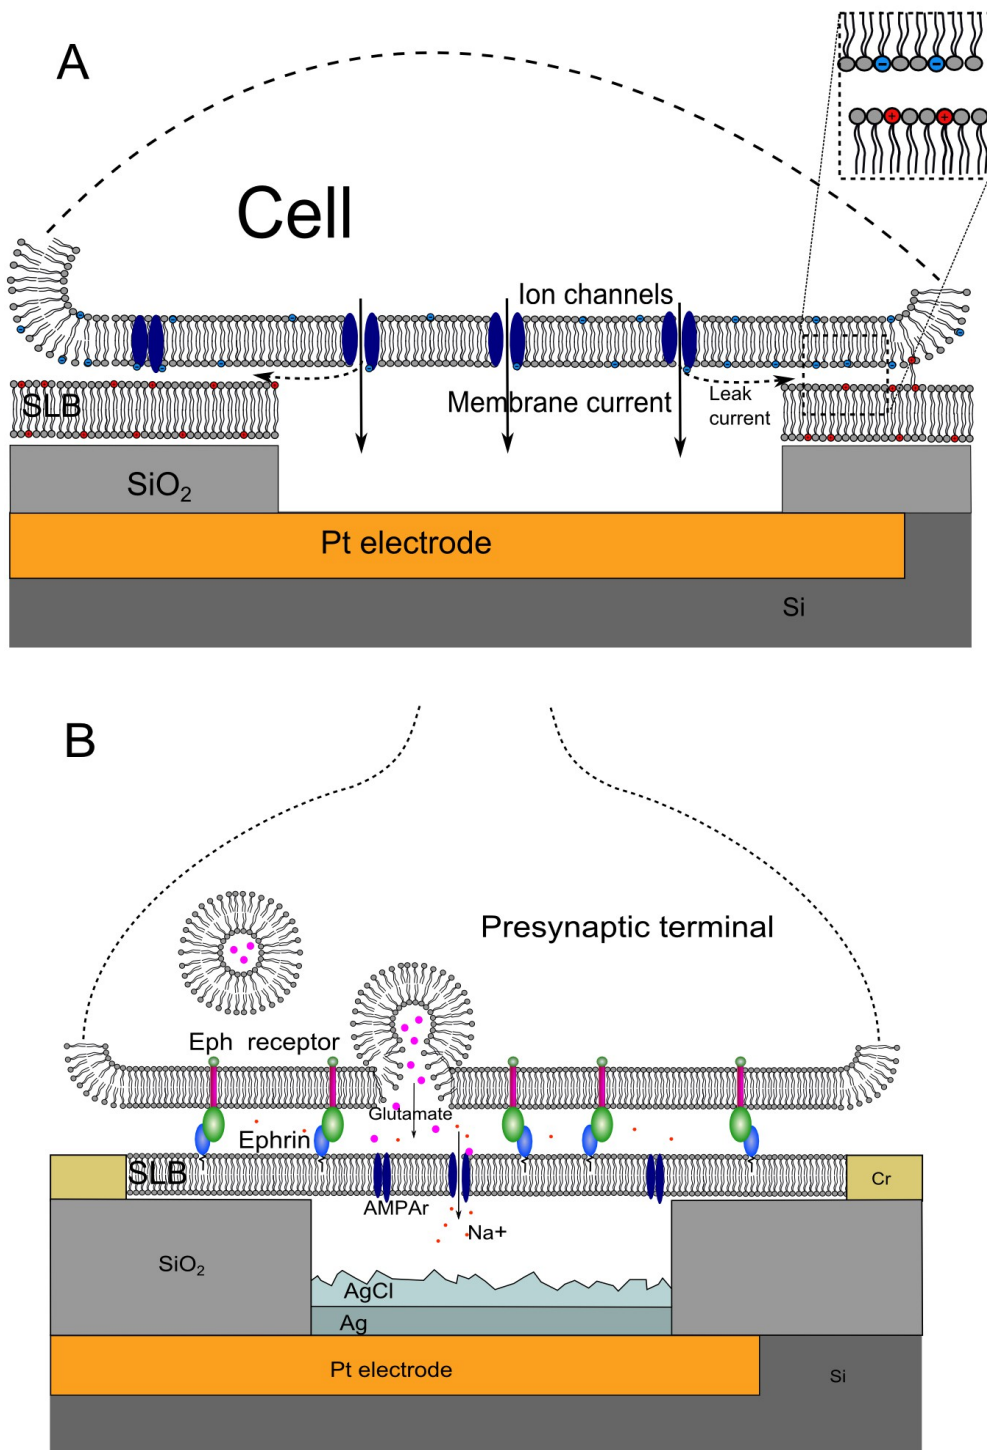 A
Cell
Ion channels
Membrane current
Leak
current
SLB
SiO₂
Pt electrode
Si
B
Presynaptic terminal
Eph receptor
Glutamate
Ephrin
SLB
Cr
AMPAr
Na+
SiO₂
AgCl
Ag
Pt electrode
Si